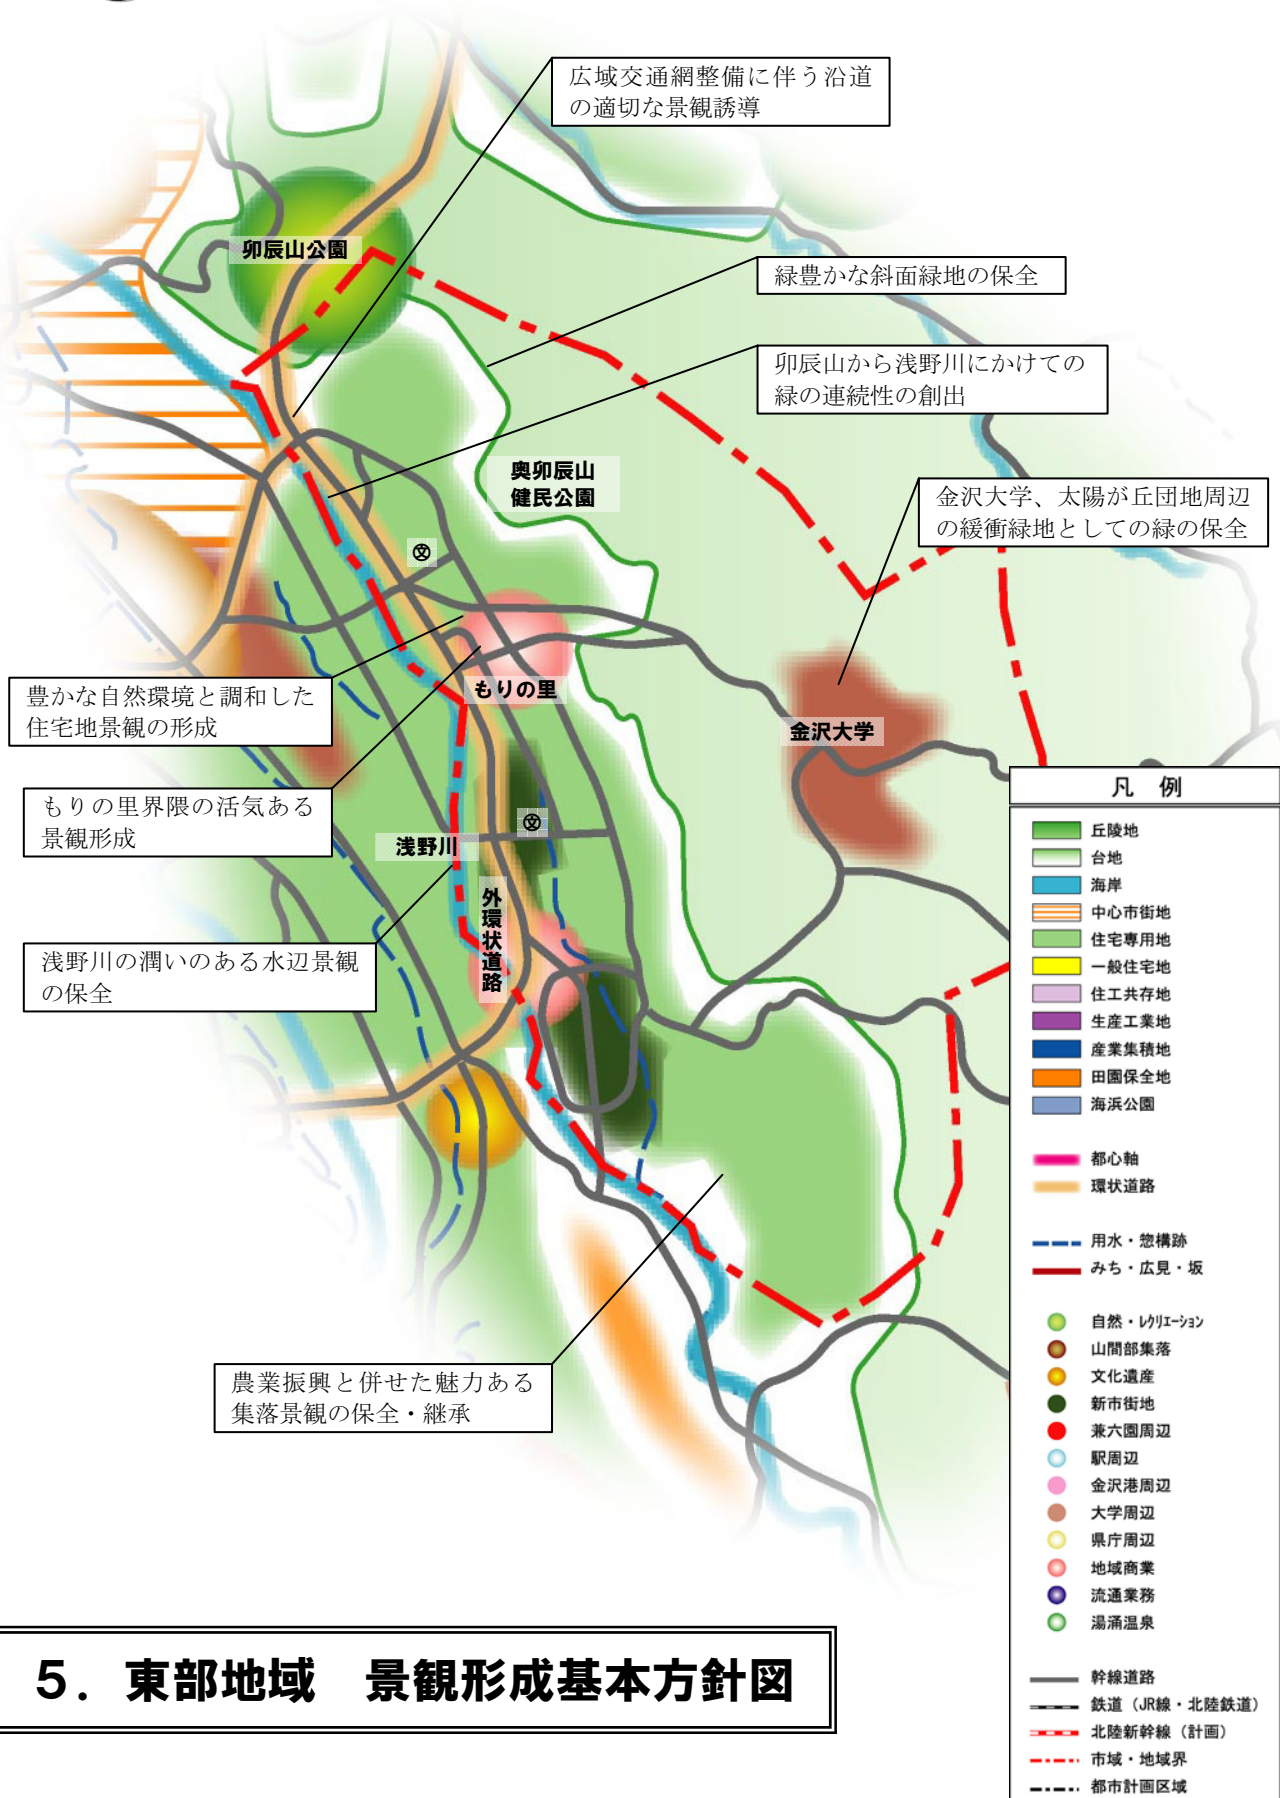 広域交通網整備に伴う沿道
の適切な景観誘導
卯辰山公園
緑豊かな斜面緑地の保全
卯辰山から浅野川にかけての
緑の連続性の創出
奥卯辰山
健民公園
金沢大学、太陽が丘団地周辺
の緩衝緑地としての緑の保全
文
豊かな自然環境と調和した
住宅地景観の形成
もりの里
金沢大学
もりの里界隈の活気ある
景観形成
文
浅野川
外環状道路
浅野川の潤いのある水辺景観
の保全
農業振興と併せた魅力ある
集落景観の保全・継承
凡 例
丘陵地
台地
海岸
中心市街地
住宅専用地
一般住宅地
住工共存地
生産工業地
産業集積地
田園保全地
海浜公園
都心軸
環状道路
用水・惣構跡
みち・広見・坂
自然・ﾚｸﾘｴｰｼｮﾝ
山間部集落
文化遺産
新市街地
兼六園周辺
駅周辺
金沢港周辺
大学周辺
県庁周辺
地域商業
流通業務
湯涌温泉
幹線道路
鉄道（JR線・北陸鉄道）
北陸新幹線（計画）
市域・地域界
都市計画区域
５．東部地域　景観形成基本方針図